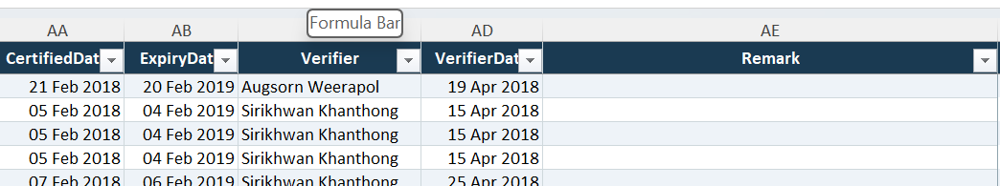 Formula Bar
AA AB AD AE
CertifiedDat ExpiryDat Verifier VerifierDat Remark
21 Feb 2018 20 Feb 2019 Augsorn Weerapol 19 Apr 2018
05 Feb 2018 04 Feb 2019 Sirikhwan Khanthong 15 Apr 2018
05 Feb 2018 04 Feb 2019 Sirikhwan Khanthong 15 Apr 2018
05 Feb 2018 04 Feb 2019 Sirikhwan Khanthong 15 Apr 2018
07 Feb 2018 06 Feb 2019 Sirikhwan Khanthong 25 Apr 2018